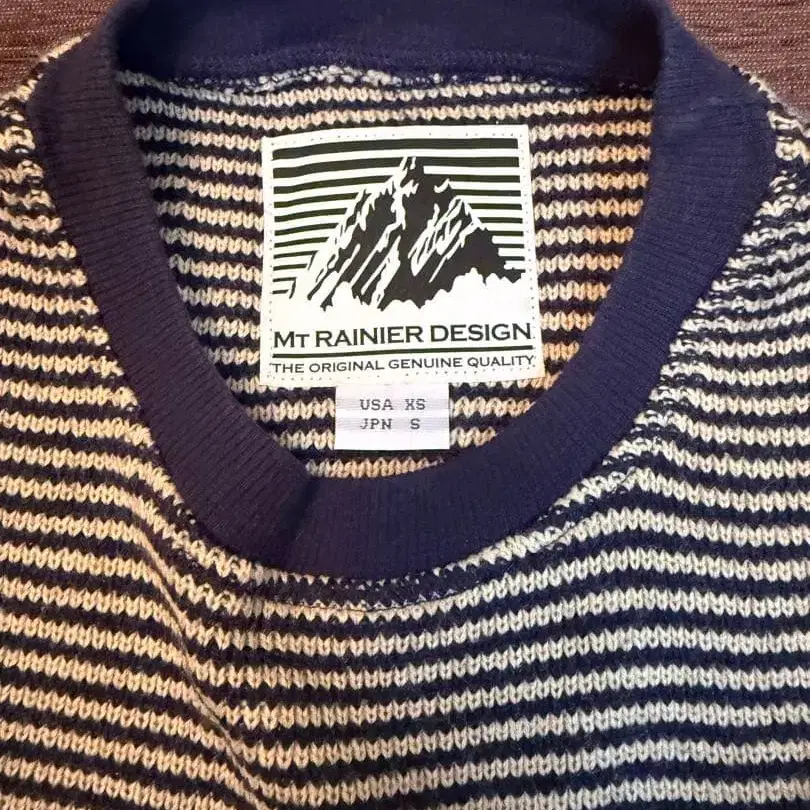 MT RAINIER DESIGN
THE ORIGINAL GENUINE QUALITY
USA XS
JPN S